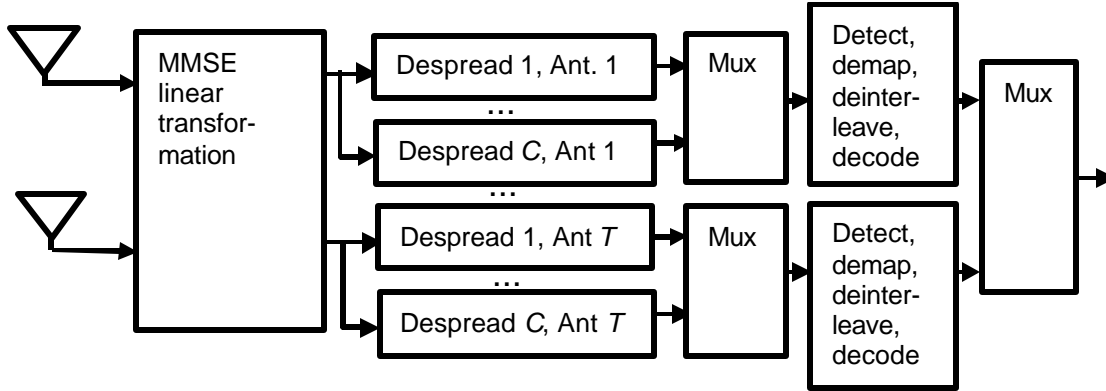 MMSE
linear
transfor-
mation
Despread 1, Ant. 1
...
Despread C, Ant 1
...
Despread 1, Ant T
...
Despread C, Ant T
Mux
Mux
Detect,
demap,
deinter-
leave,
decode
Detect,
demap,
deinter-
leave,
decode
Mux